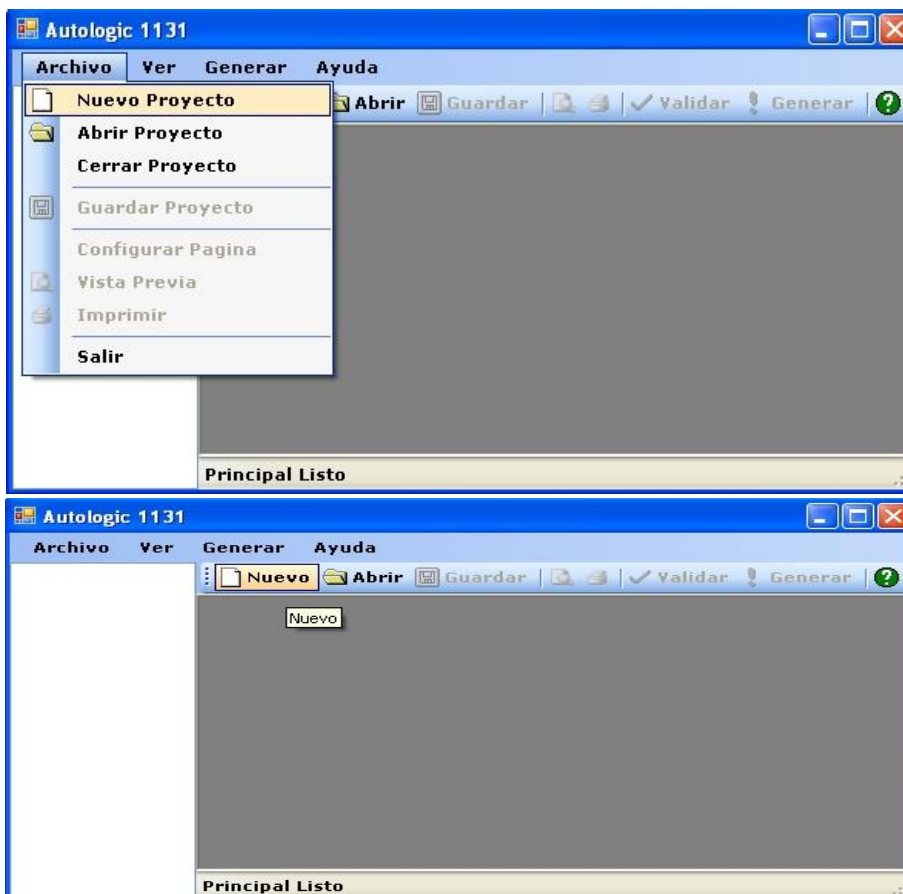 Autologic 1131
Archivo Ver Generar Ayuda
Nuevo Proyecto
Abrir Guardar Validar Generar
Abrir Proyecto
Cerrar Proyecto
Guardar Proyecto
Configurar Pagina
Vista Previa
Imprimir
Salir
Principal Listo
Autologic 1131
Archivo Ver Generar Ayuda
Nuevo Abrir Guardar Validar Generar
Nuevo
Principal Listo